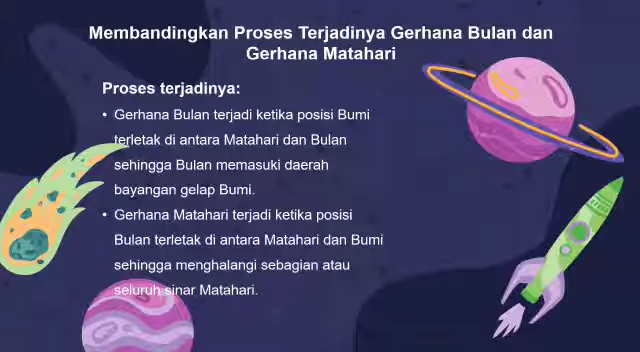 Membandingkan Proses Terjadinya Gerhana Bulan dan
Gerhana Matahari
Proses terjadinya:
• Gerhana Bulan terjadi ketika posisi Bumi
terletak di antara Matahari dan Bulan
sehingga Bulan memasuki daerah
bayangan gelap Bumi.
• Gerhana Matahari terjadi ketika posisi
Bulan terletak di antara Matahari dan Bumi
sehingga menghalangi sebagian atau
seluruh sinar Matahari.